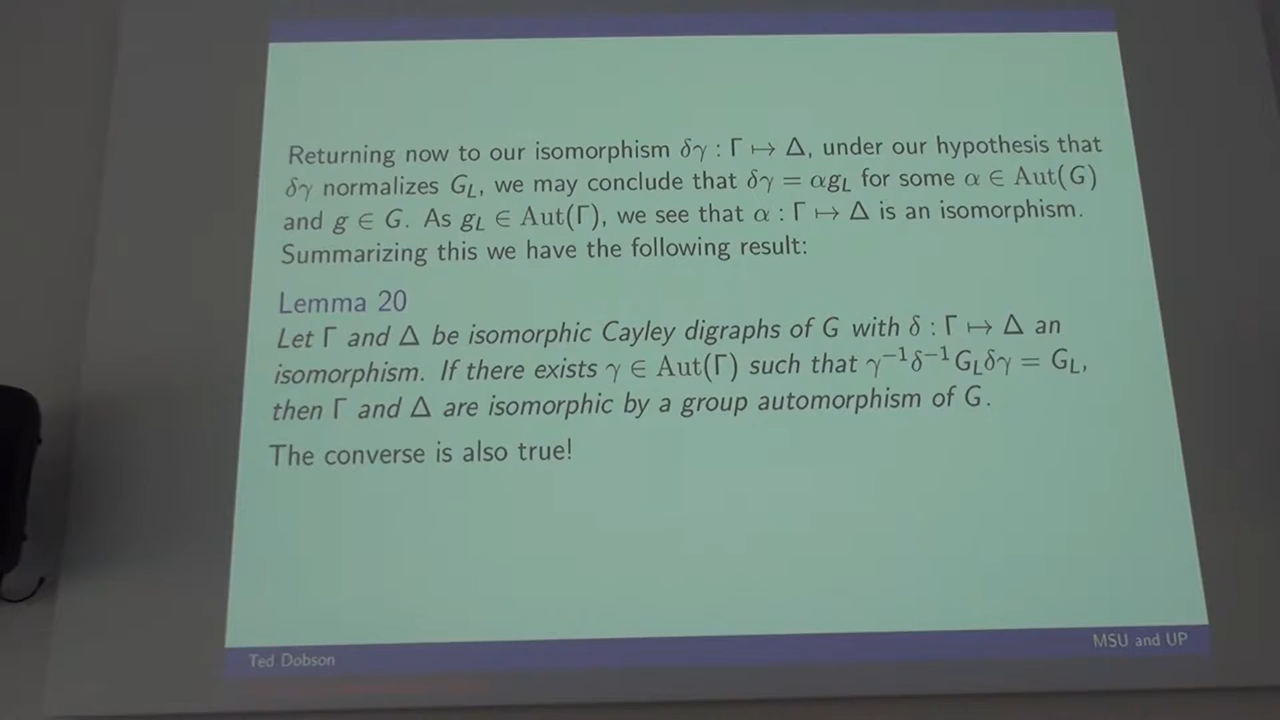 Returning now to our isomorphism δγ : Γ ↦ Δ, under our hypothesis that
δγ normalizes G_L, we may conclude that δγ = αg_L for some α ∈ Aut(G)
and g ∈ G. As g_L ∈ Aut(Γ), we see that α : Γ ↦ Δ is an isomorphism.
Summarizing this we have the following result:
Lemma 20
Let Γ and Δ be isomorphic Cayley digraphs of G with δ : Γ ↦ Δ an
isomorphism. If there exists γ ∈ Aut(Γ) such that γ⁻¹δ⁻¹G_Lδγ = G_L,
then Γ and Δ are isomorphic by a group automorphism of G.
The converse is also true!
Ted Dobson
MSU and UP